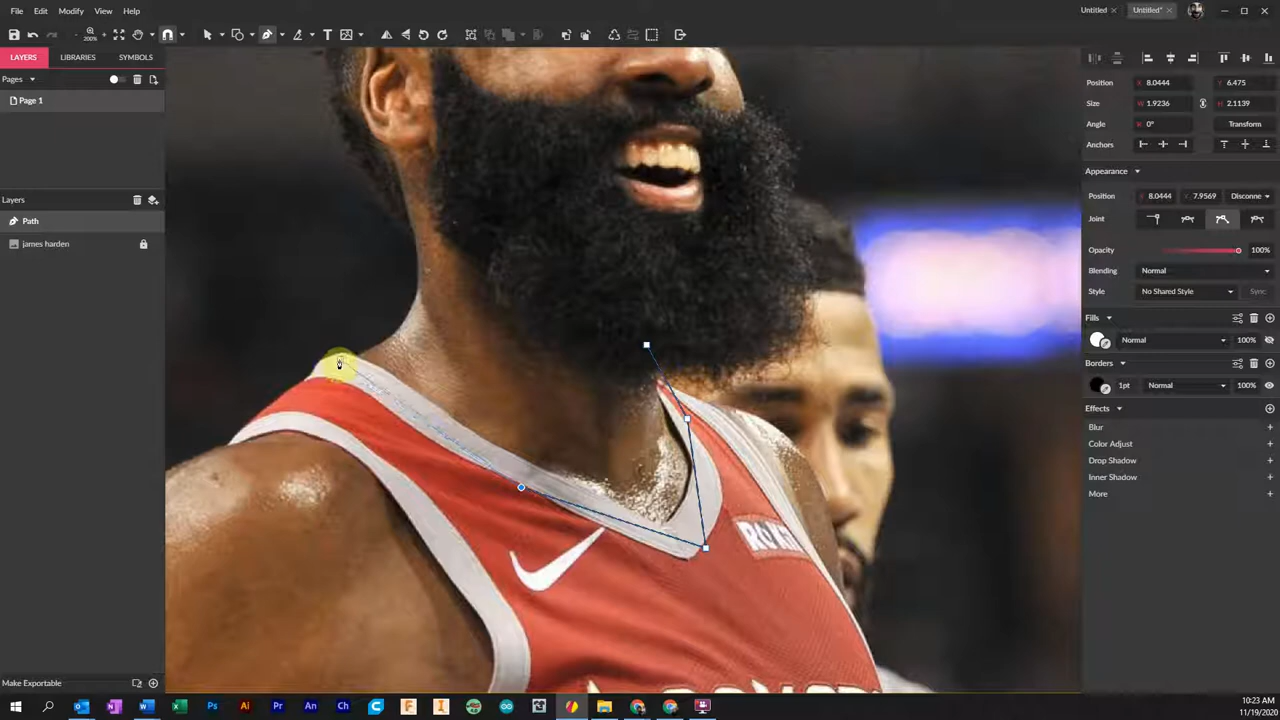 File Edit Modify View Help
Untitled Untitled*
200%
LAYERS LIBRARIES SYMBOLS
Pages
Page 1
Layers
Path
james harden
Make Exportable
Position X 8.0444 Y 6.475
Size W 1.9236 H 2.1139
Angle 0° Transform
Anchors
Appearance
Position 8.0444 7.9569 Disconne
Joint
Opacity 100%
Blending Normal
Style No Shared Style Sync
Fills
Normal 100%
Borders
1pt Normal 100%
Effects
Blur
Color Adjust
Drop Shadow
Inner Shadow
More
10:23 AM
11/19/2020